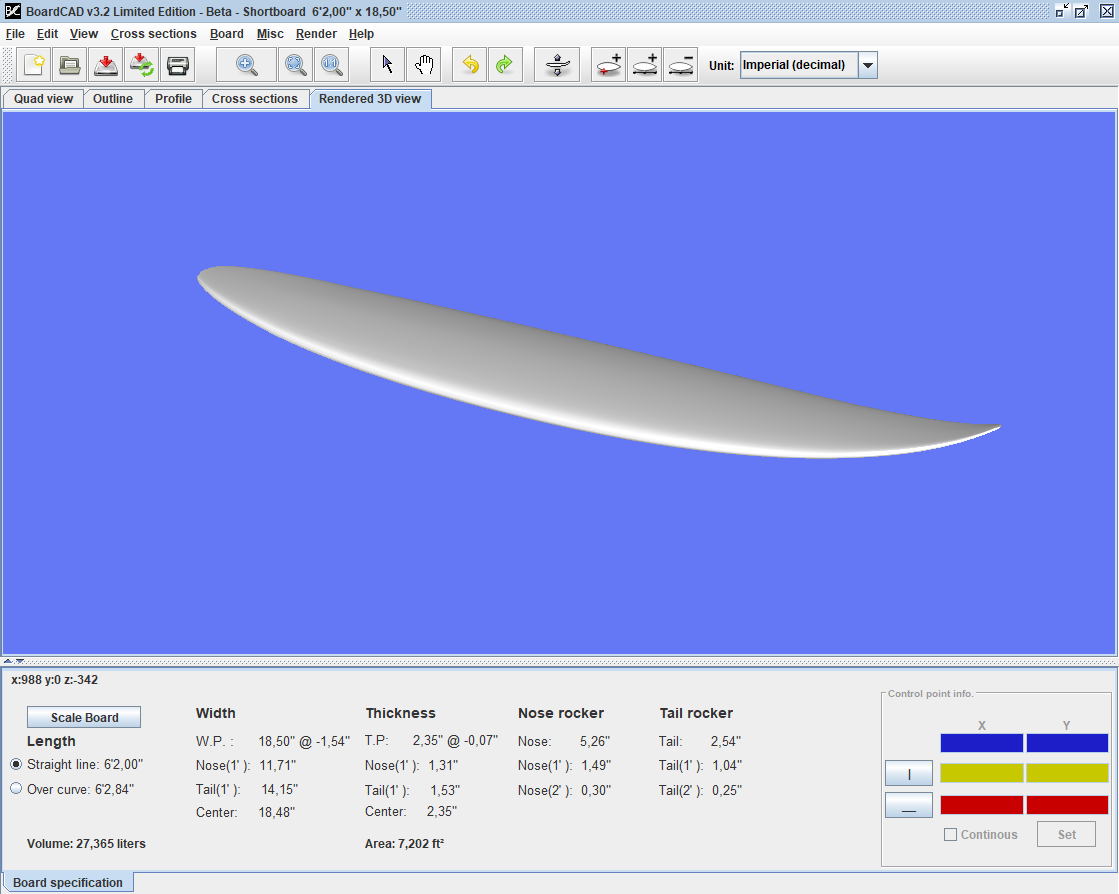 BoardCAD v3.2 Limited Edition - Beta - Shortboard  6'2,00" x 18,50"
File Edit View Cross sections Board Misc Render Help
1:1 Unit: Imperial (decimal)
Quad view Outline Profile Cross sections Rendered 3D view
x:988 y:0 z:-342
Control point info.
Scale Board Width Thickness Nose rocker Tail rocker
X Y
Length W.P. : 18,50" @ -1,54" T.P: 2,35" @ -0,07" Nose: 5,26" Tail: 2,54"
Straight line: 6'2,00" Nose(1' ): 11,71" Nose(1' ): 1,31" Nose(1' ): 1,49" Tail(1' ): 1,04"
Over curve: 6'2,84" Tail(1' ): 14,15" Tail(1' ): 1,53" Nose(2' ): 0,30" Tail(2' ): 0,25"
Center: 18,48" Center: 2,35"
Continous Set
Volume: 27,365 liters Area: 7,202 ft²
Board specification